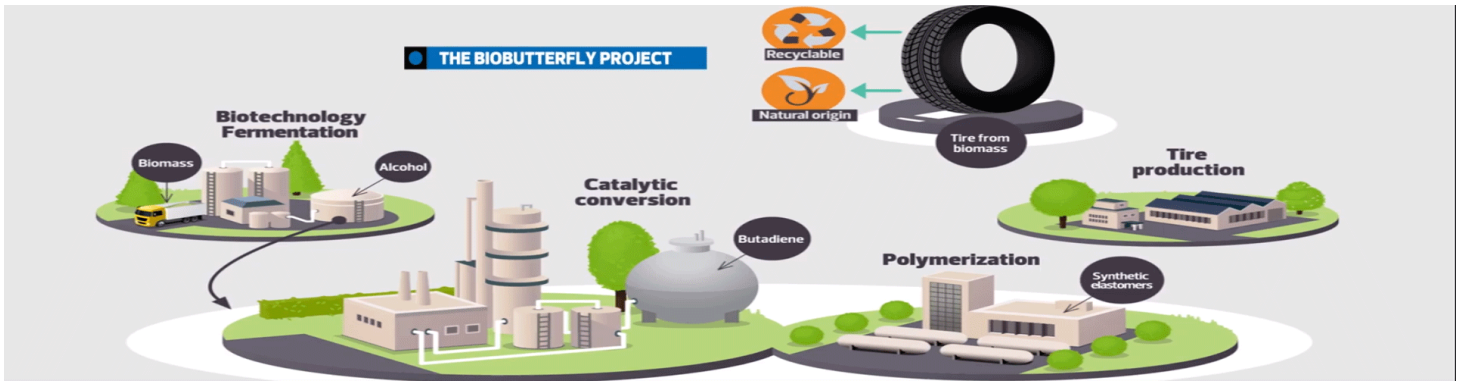 THE BIOBUTTERFLY PROJECT
Recyclable
Natural origin
Tire from
biomass
Biotechnology
Fermentation
Biomass
Alcohol
Catalytic
conversion
Butadiene
Polymerization
Synthetic
elastomers
Tire
production